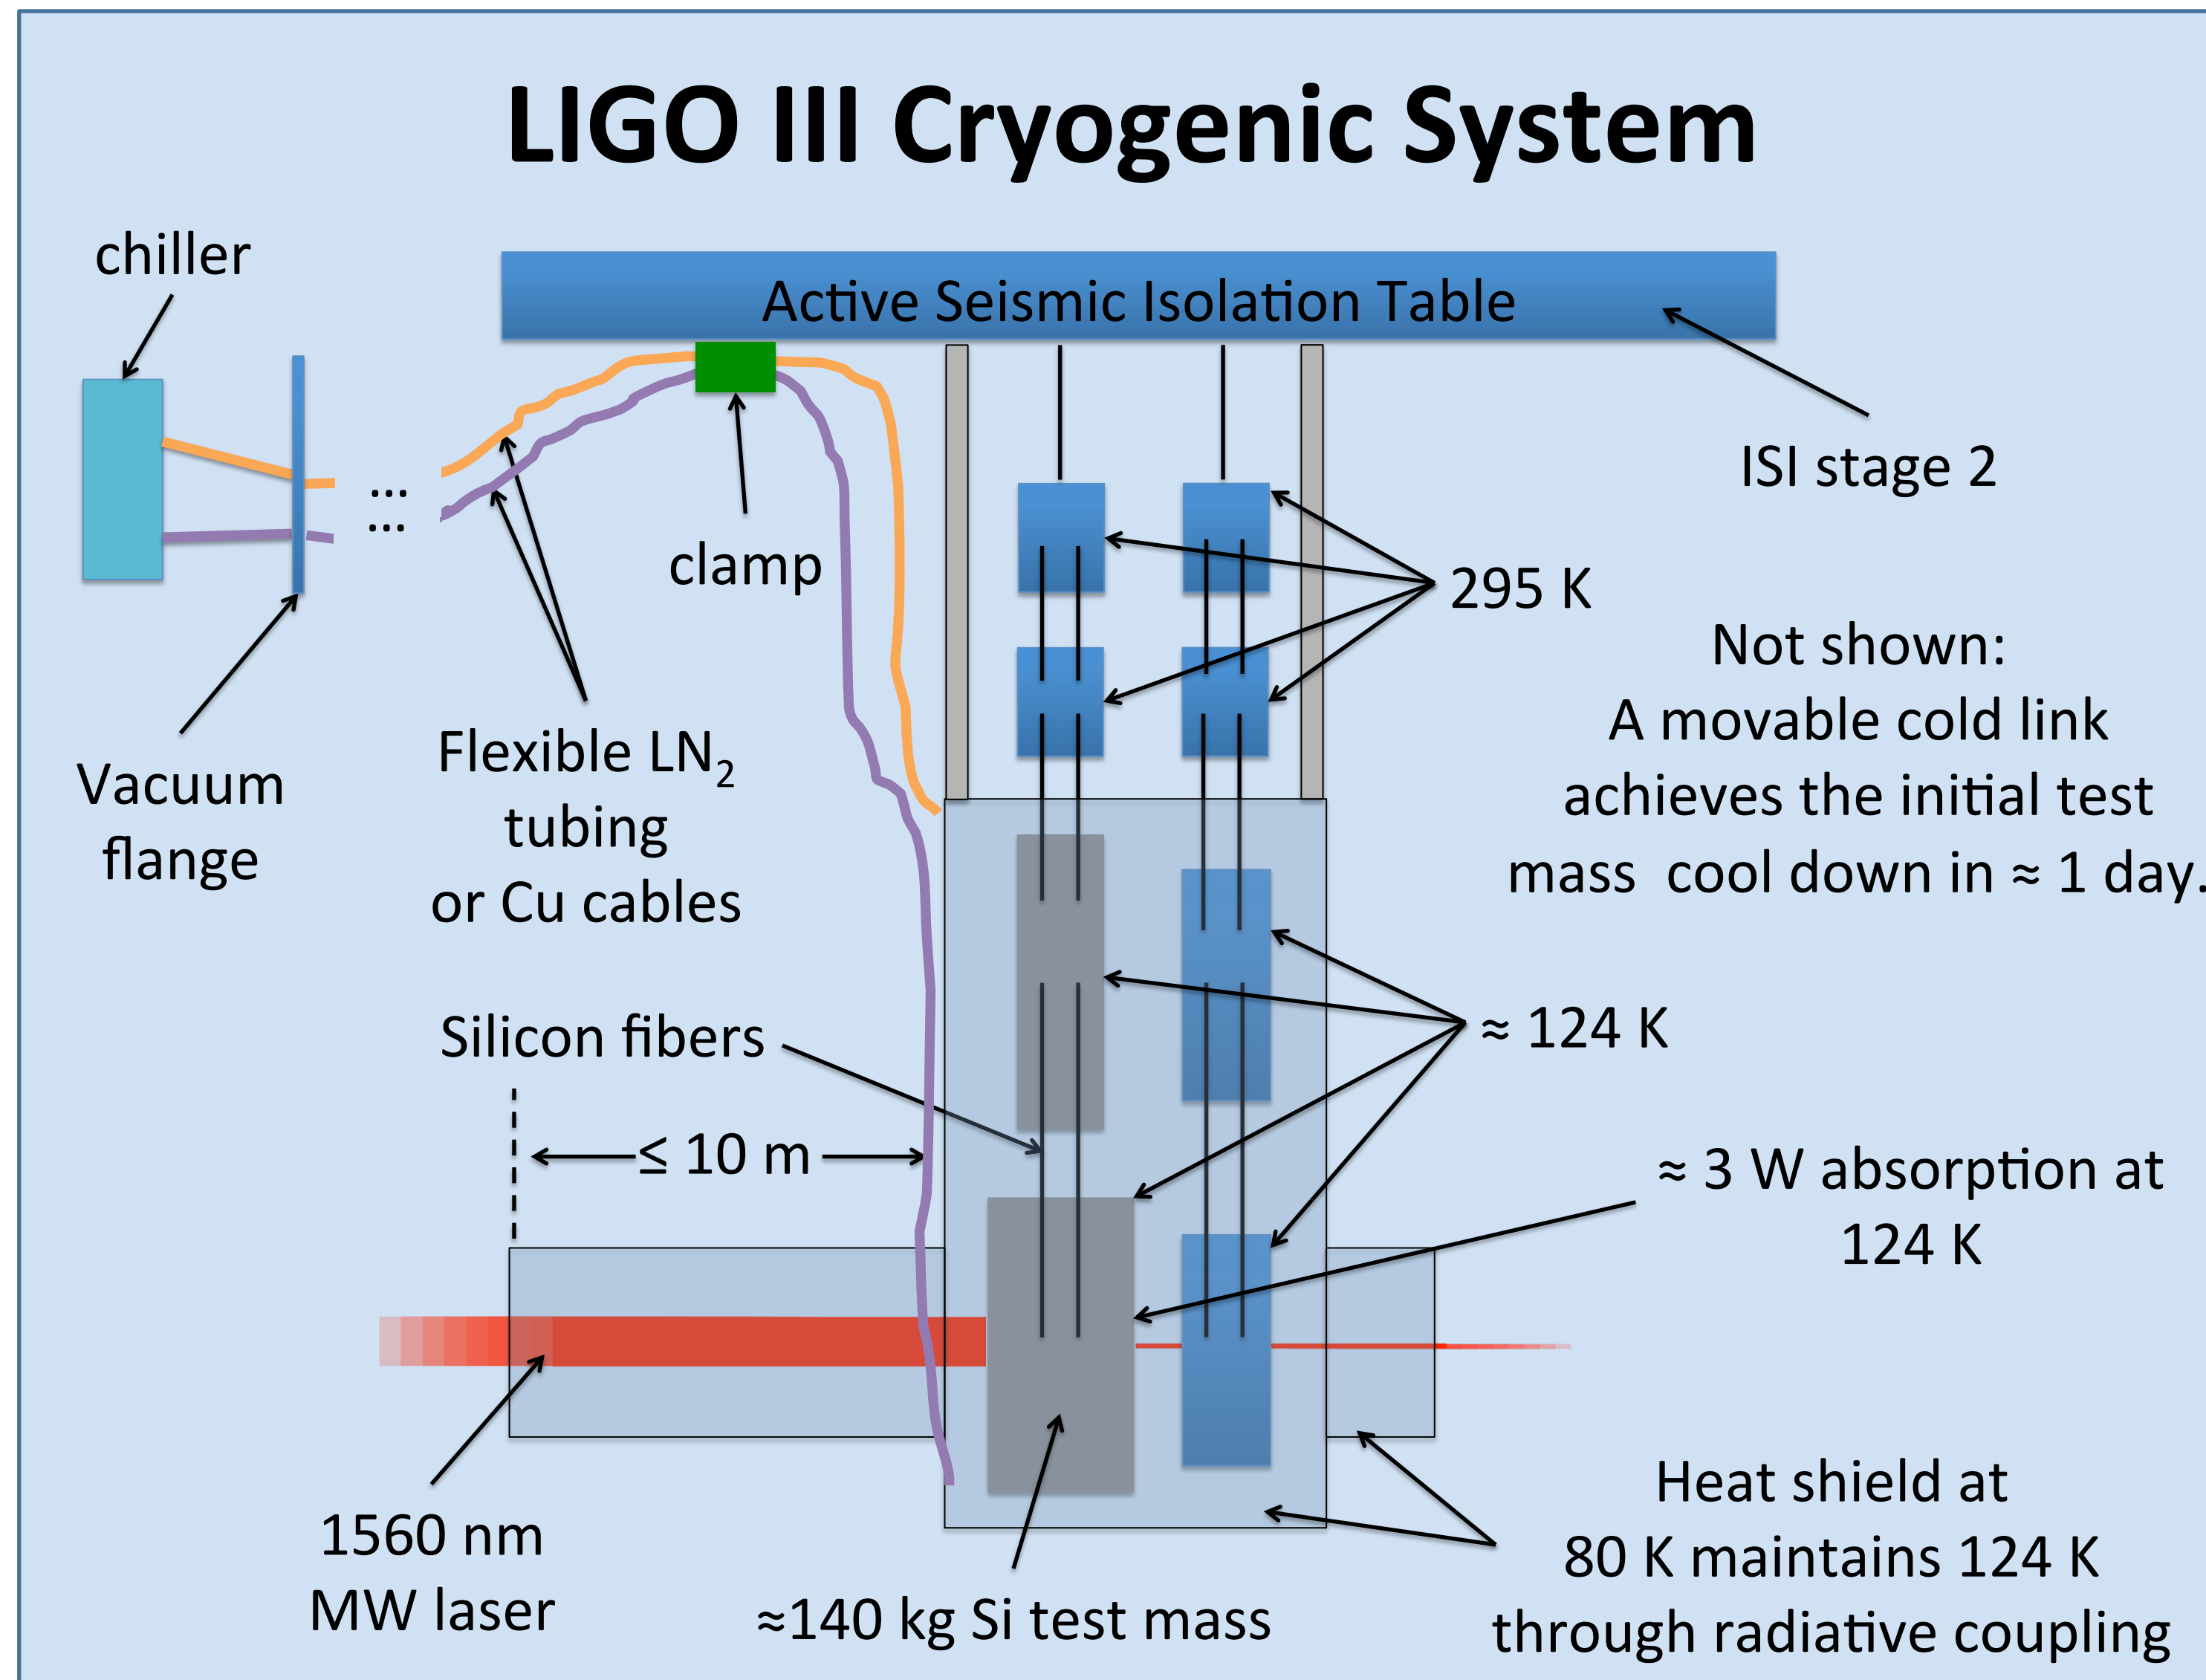 LIGO III Cryogenic System
chiller
Active Seismic Isolation Table
ISI stage 2
...
...
clamp
295 K
Not shown:
A movable cold link
achieves the initial test
mass  cool down in ≈ 1 day.
Vacuum
flange
Flexible LN₂
tubing
or Cu cables
Silicon fibers
≈ 124 K
≤ 10 m
≈ 3 W absorption at
124 K
1560 nm
MW laser
≈140 kg Si test mass
Heat shield at
80 K maintains 124 K
through radiative coupling